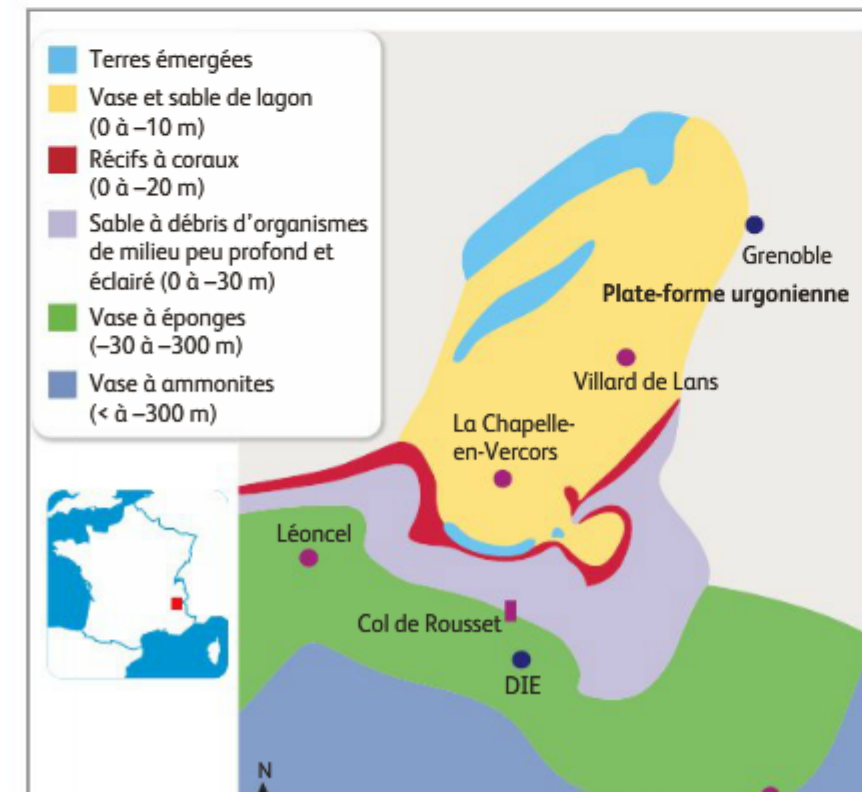 Terres émergées
Vase et sable de lagon
(0 à –10 m)
Récifs à coraux
(0 à –20 m)
Sable à débris d’organismes
de milieu peu profond et
éclairé (0 à –30 m)
Vase à éponges
(–30 à –300 m)
Vase à ammonites
(< à –300 m)
Grenoble
Plate-forme urgonienne
Villard de Lans
La Chapelle-
en-Vercors
Léoncel
Col de Rousset
DIE
N